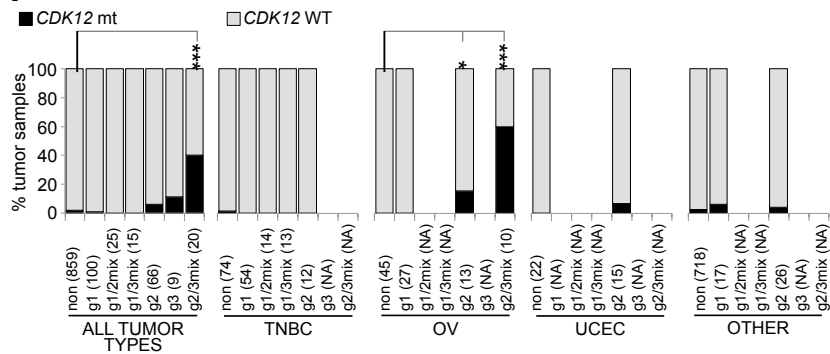 CDK12 mt
CDK12 WT
***
*
***
% tumor samples
100
80
60
40
20
0
non (859)
g1 (100)
g1/2mix (25)
g1/3mix (15)
g2 (66)
g3 (9)
g2/3mix (20)
ALL TUMOR
TYPES
non (74)
g1 (54)
g1/2mix (14)
g1/3mix (13)
g2 (12)
g3 (NA)
g2/3mix (NA)
TNBC
non (45)
g1 (27)
g1/2mix (NA)
g1/3mix (NA)
g2 (13)
g3 (NA)
g2/3mix (10)
OV
non (22)
g1 (NA)
g1/2mix (NA)
g1/3mix (NA)
g2 (15)
g3 (NA)
g2/3mix (NA)
UCEC
non (718)
g1 (17)
g1/2mix (NA)
g1/3mix (NA)
g2 (26)
g3 (NA)
g2/3mix (NA)
OTHER